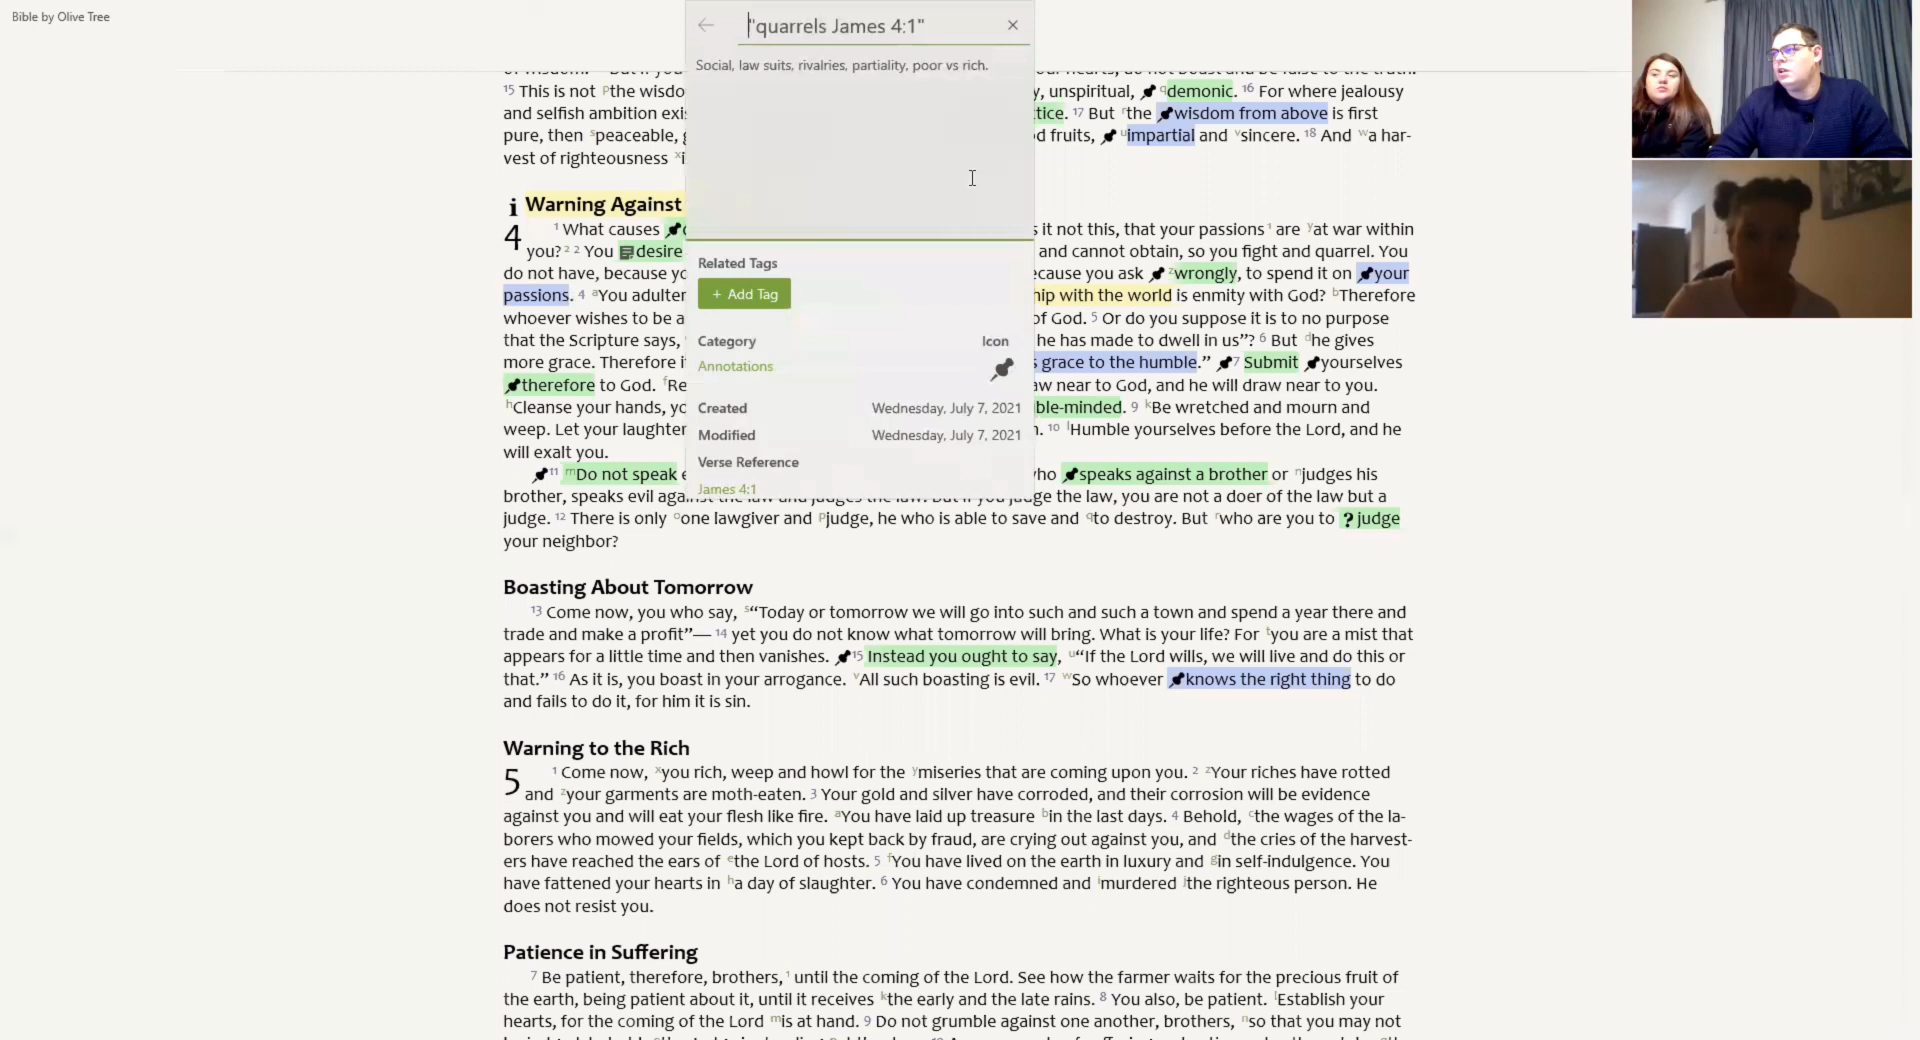 Bible by Olive Tree
"quarrels James 4:1"
Social, law suits, rivalries, partiality, poor vs rich.
Related Tags
+ Add Tag
Category Icon
Annotations
Created Wednesday, July 7, 2021
Modified Wednesday, July 7, 2021
Verse Reference
James 4:1
15 This is not p the wisdo y, unspiritual, q demonic. 16 For where jealousy
and selfish ambition exi tice. 17 But r the wisdom from above is first
pure, then s peaceable, g d fruits, u impartial and v sincere. 18 And w a har-
vest of righteousness x i
Warning Against
4 1 What causes s it not this, that your passions 1 are y at war within
you? 2 2 You desire and cannot obtain, so you fight and quarrel. You
do not have, because yo ecause you ask z wrongly, to spend it on your
passions. 4 a You adulter hip with the world is enmity with God? b Therefore
whoever wishes to be a of God. 5 Or do you suppose it is to no purpose
that the Scripture says, he has made to dwell in us”? 6 But d he gives
more grace. Therefore it s grace to the humble.” 7 Submit yourselves
therefore to God. f Re aw near to God, and he will draw near to you.
h Cleanse your hands, yo ble-minded. 9 k Be wretched and mourn and
weep. Let your laughter n. 10 l Humble yourselves before the Lord, and he
will exalt you.
11 m Do not speak e ho speaks against a brother or n judges his
brother, speaks evil against the law and judges the law. But if you judge the law, you are not a doer of the law but a
judge. 12 There is only o one lawgiver and p judge, he who is able to save and q to destroy. But r who are you to ? judge
your neighbor?
Boasting About Tomorrow
13 Come now, you who say, s “Today or tomorrow we will go into such and such a town and spend a year there and
trade and make a profit”— 14 yet you do not know what tomorrow will bring. What is your life? For t you are a mist that
appears for a little time and then vanishes. 15 Instead you ought to say, u “If the Lord wills, we will live and do this or
that.” 16 As it is, you boast in your arrogance. v All such boasting is evil. 17 w So whoever knows the right thing to do
and fails to do it, for him it is sin.
Warning to the Rich
5 1 Come now, x you rich, weep and howl for the y miseries that are coming upon you. 2 z Your riches have rotted
and z your garments are moth-eaten. 3 Your gold and silver have corroded, and their corrosion will be evidence
against you and will eat your flesh like fire. a You have laid up treasure b in the last days. 4 Behold, c the wages of the la-
borers who mowed your fields, which you kept back by fraud, are crying out against you, and d the cries of the harvest-
ers have reached the ears of e the Lord of hosts. 5 f You have lived on the earth in luxury and g in self-indulgence. You
have fattened your hearts in h a day of slaughter. 6 You have condemned and i murdered j the righteous person. He
does not resist you.
Patience in Suffering
7 Be patient, therefore, brothers, 1 until the coming of the Lord. See how the farmer waits for the precious fruit of
the earth, being patient about it, until it receives k the early and the late rains. 8 You also, be patient. l Establish your
hearts, for the coming of the Lord m is at hand. 9 Do not grumble against one another, brothers, n so that you may not